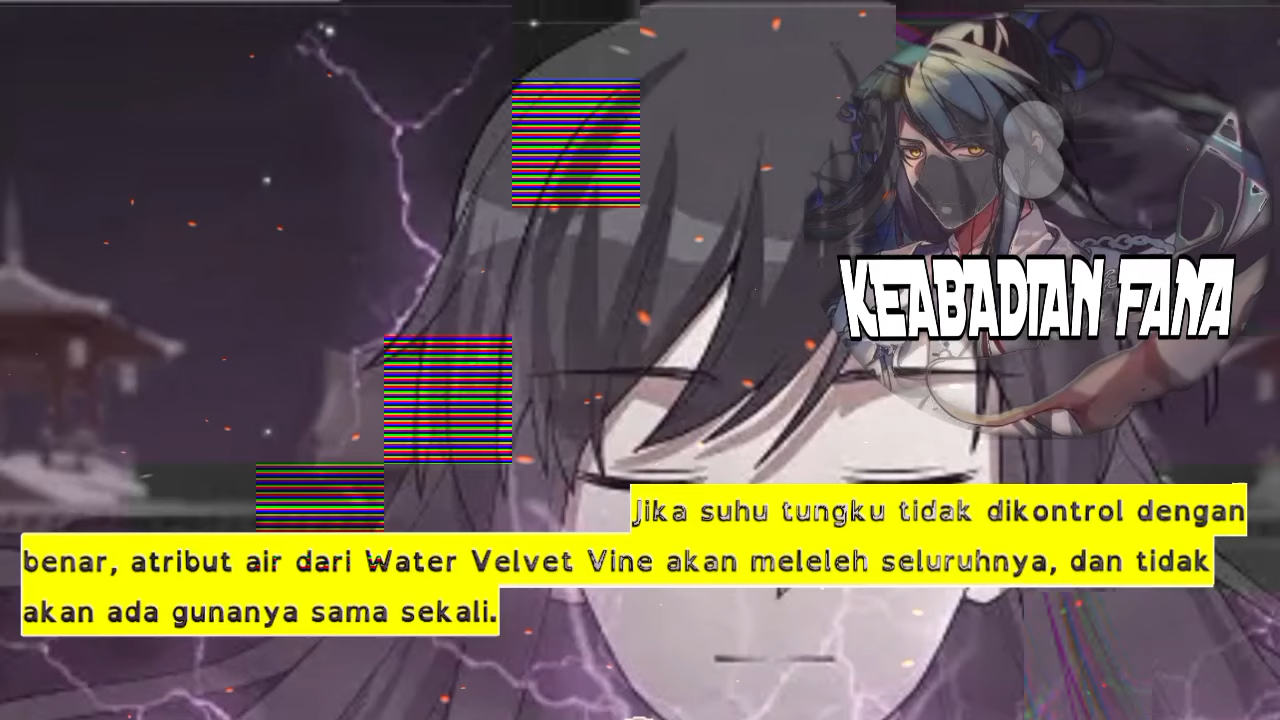 KEABADIAN FANA
Jika suhu tungku tidak dikontrol dengan
benar, atribut air dari Water Velvet Vine akan meleleh seluruhnya, dan tidak
akan ada gunanya sama sekali.